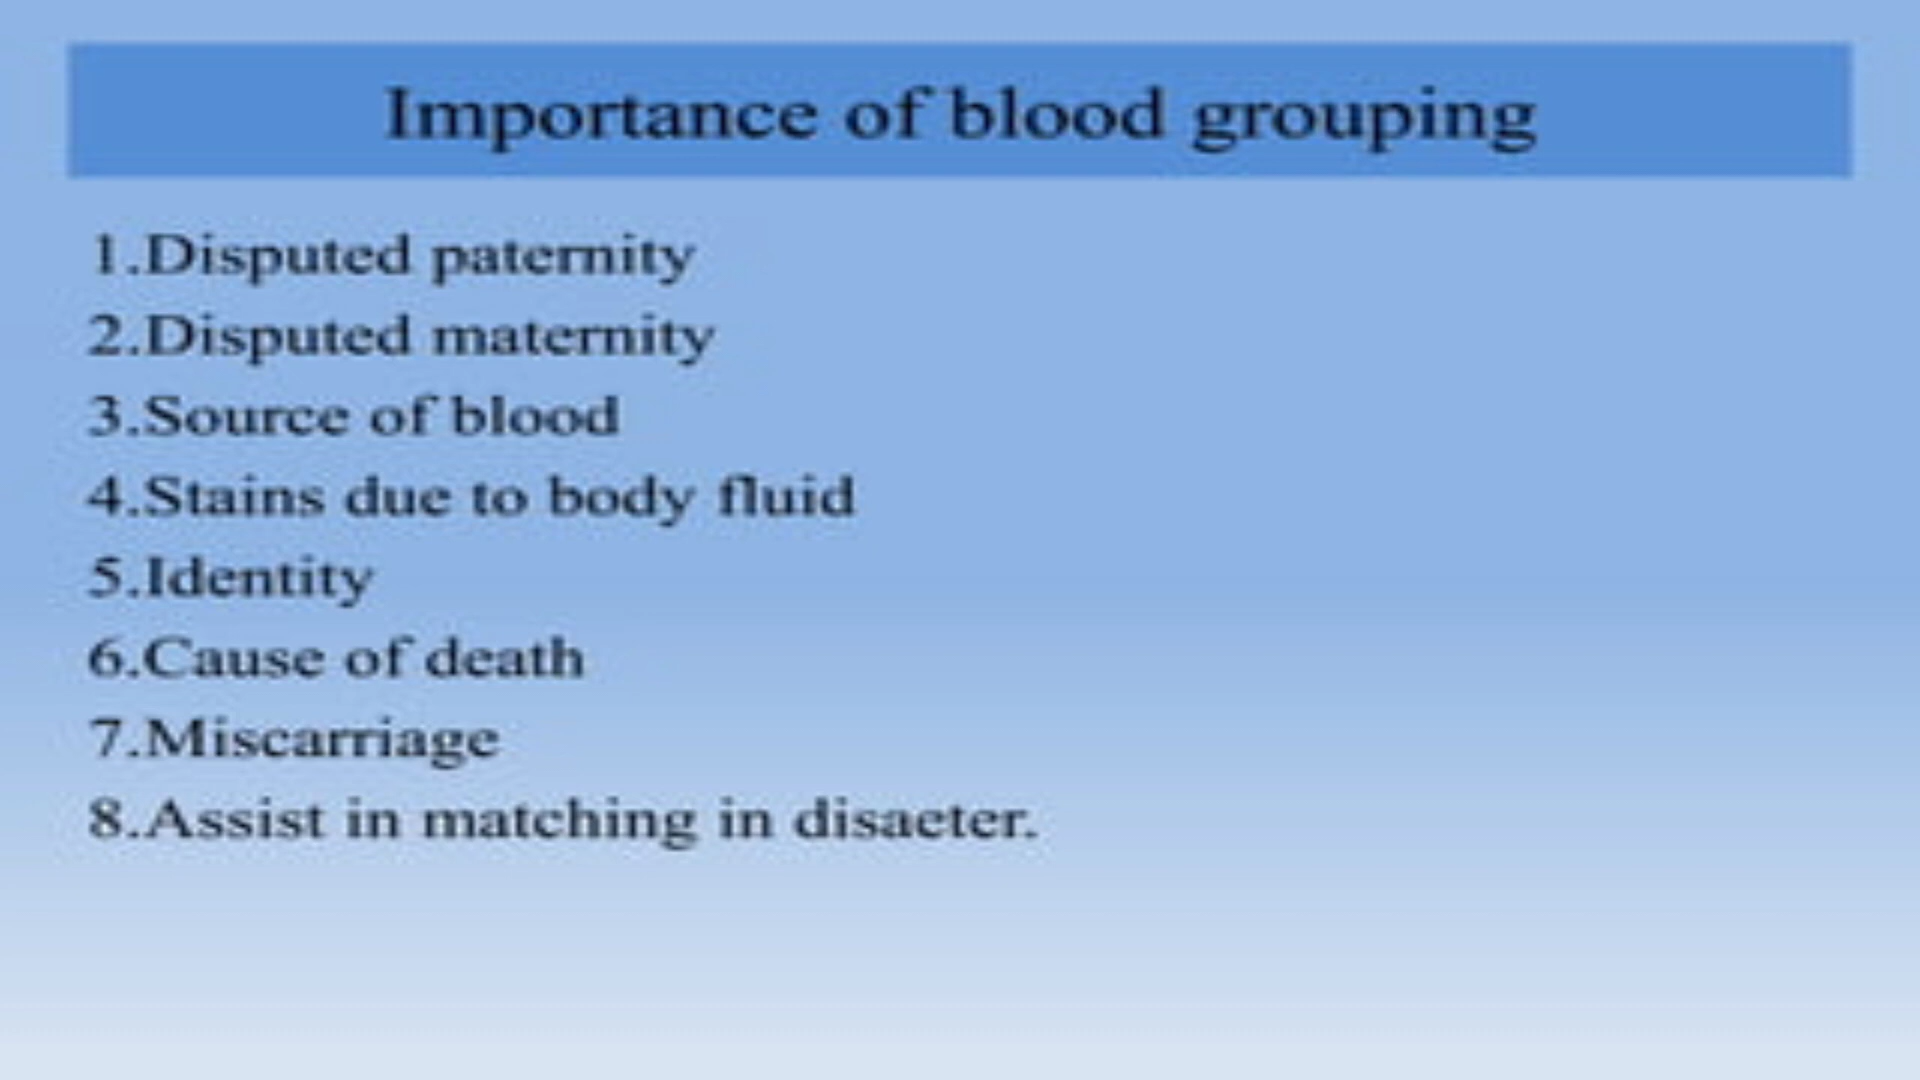 Importance of blood grouping
1.Disputed paternity
2.Disputed maternity
3.Source of blood
4.Stains due to body fluid
5.Identity
6.Cause of death
7.Miscarriage
8.Assist in matching in disaeter.